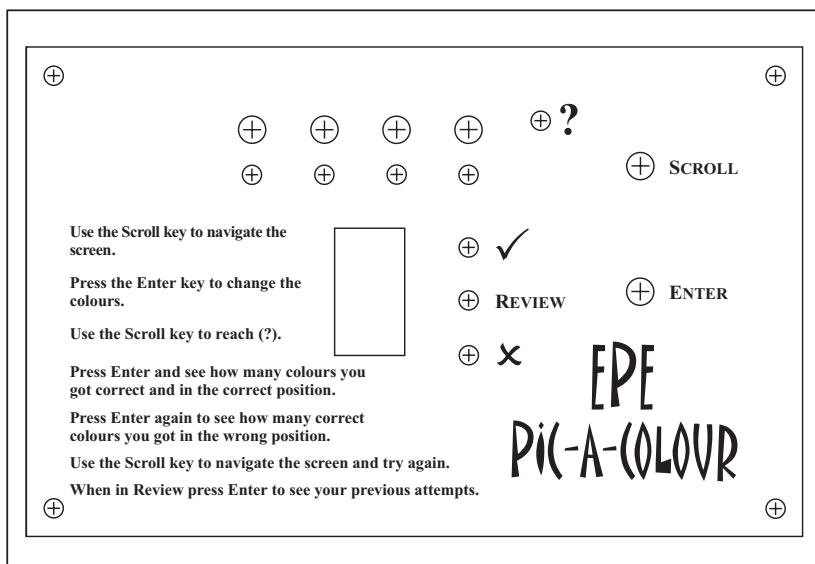 ?
SCROLL
Use the Scroll key to navigate the
screen.
✓
Press the Enter key to change the
colours.
REVIEW
ENTER
Use the Scroll key to reach (?).
✗
Press Enter and see how many colours you
got correct and in the correct position.
Press Enter again to see how many correct
colours you got in the wrong position.
Use the Scroll key to navigate the screen and try again.
When in Review press Enter to see your previous attempts.
EPE
PiC-A-COLOUR